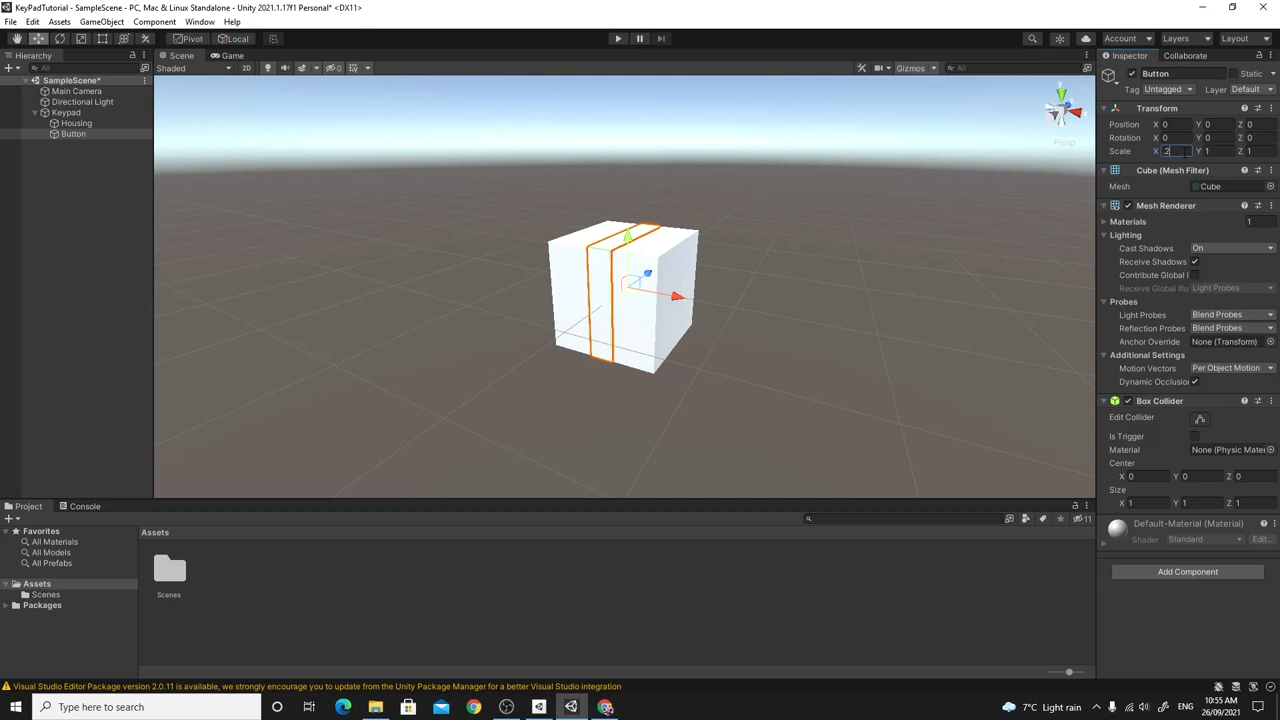 KeyPadTutorial - SampleScene - PC, Mac & Linux Standalone - Unity 2021.1.17f1 Personal* <DX11>
File Edit Assets GameObject Component Window Help
Pivot Local Account Layers Layout
Hierarchy Scene Game Inspector Collaborate
All Shaded 2D 0 Gizmos All Button Static
SampleScene*
Main Camera
Directional Light
Keypad
Housing
Button
y
x
Persp
Tag Untagged Layer Default
Transform
Position X 0 Y 0 Z 0
Rotation X 0 Y 0 Z 0
Scale X .2 Y 1 Z 1
Cube (Mesh Filter)
Mesh Cube
Mesh Renderer
Materials 1
Lighting
Cast Shadows On
Receive Shadows
Contribute Global I
Receive Global Illu Light Probes
Probes
Light Probes Blend Probes
Reflection Probes Blend Probes
Anchor Override None (Transform)
Additional Settings
Motion Vectors Per Object Motion
Dynamic Occlusio
Box Collider
Edit Collider
Is Trigger
Material None (Physic Mater
Center
X 0 Y 0 Z 0
Size
X 1 Y 1 Z 1
Default-Material (Material)
Shader Standard Edit...
Add Component
Project Console
11
Favorites
All Materials
All Models
All Prefabs
Assets
Scenes
Packages
Assets
Scenes
Visual Studio Editor Package version 2.0.11 is available, we strongly encourage you to update from the Unity Package Manager for a better Visual Studio integration
Type here to search
7°C Light rain
10:55 AM
26/09/2021